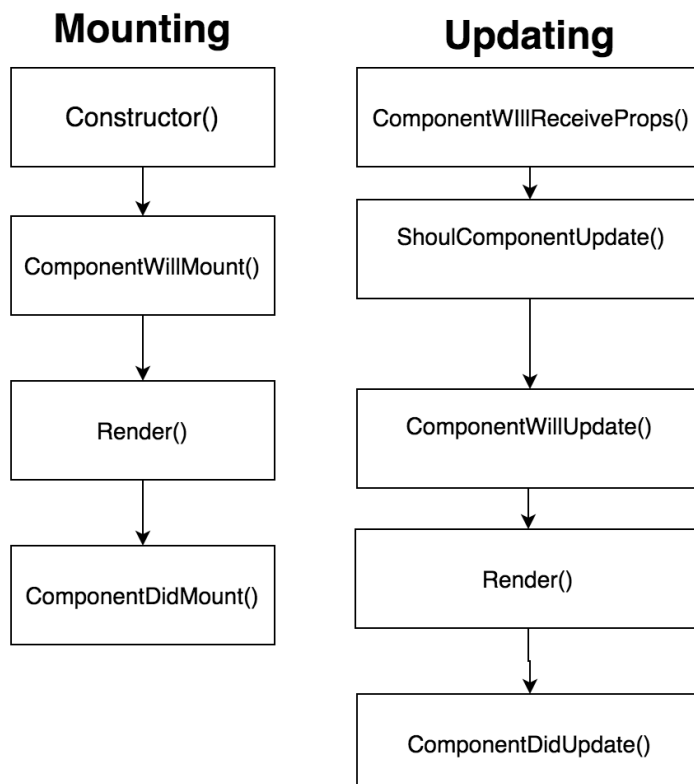 Mounting
Constructor()
ComponentWillMount()
Render()
ComponentDidMount()
Updating
ComponentWIllReceiveProps()
ShoulComponentUpdate()
ComponentWillUpdate()
Render()
ComponentDidUpdate()